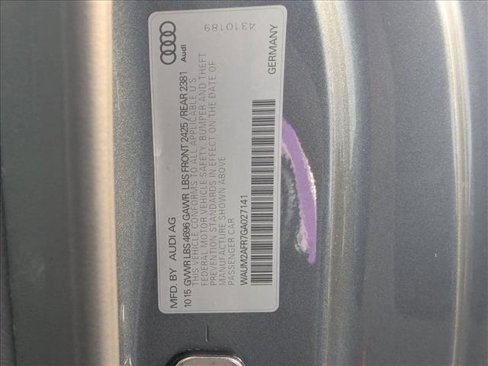 MFD. BY AUDI AG
1015 GVWR LBS 4696 GAWR LBS FRONT 2425 / REAR 2381
THIS VEHICLE CONFORMS TO ALL APPLICABLE U'S
FEDERAL MOTOR VEHICLE SAFETY, BUMPER AND THEFT
PREVENTION STANDARDS IN EFFECT ON THE DATE OF
MANUFACTURE SHOWN ABOVE.
PASSENGER CAR
WAUM2AFR7GA027141
GERMANY
Audi
4310189